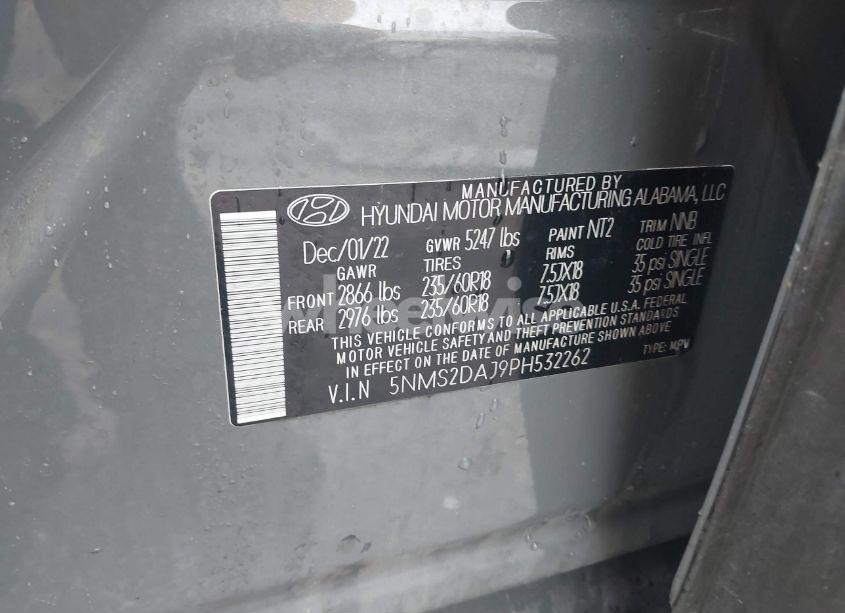 MANUFACTURED BY
HYUNDAI MOTOR MANUFACTURING ALABAMA, LLC
Dec/01/22 GVWR 5247 lbs PAINT NT2 TRIM NNB
GAWR TIRES RIMS COLD TIRE INFL
FRONT 2866 lbs 235/60R18 7.5JX18 35 psi SINGLE
REAR 2976 lbs 235/60R18 7.5JX18 35 psi SINGLE
THIS VEHICLE CONFORMS TO ALL APPLICABLE U.S.A. FEDERAL
MOTOR VEHICLE SAFETY AND THEFT PREVENTION STANDARDS
IN EFFECT ON THE DATE OF MANUFACTURE SHOWN ABOVE
V.I.N 5NMS2DAJ9PH532262 TYPE: MPV